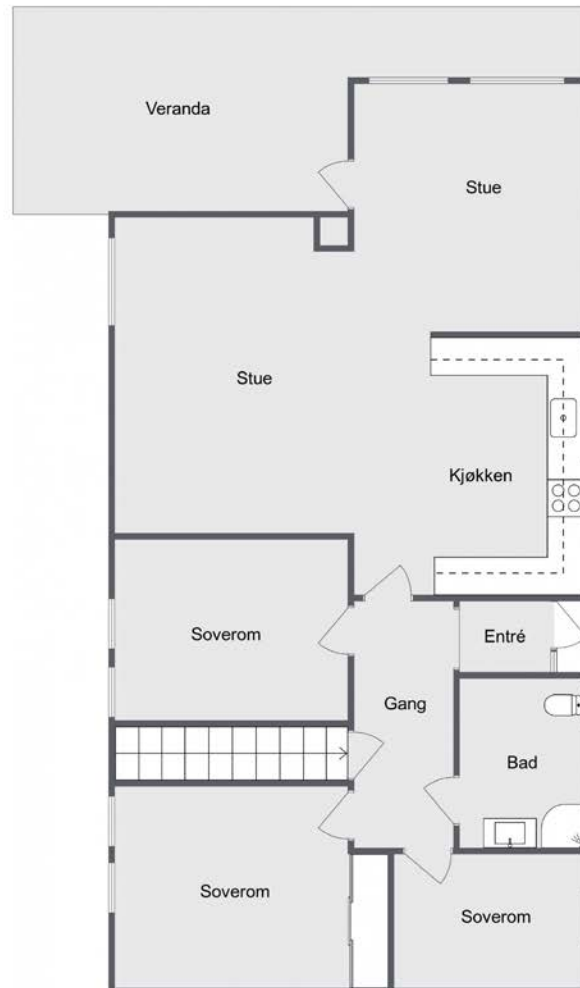 Veranda
Stue
Stue
Kjøkken
Soverom
Entré
Gang
Bad
Soverom
Soverom